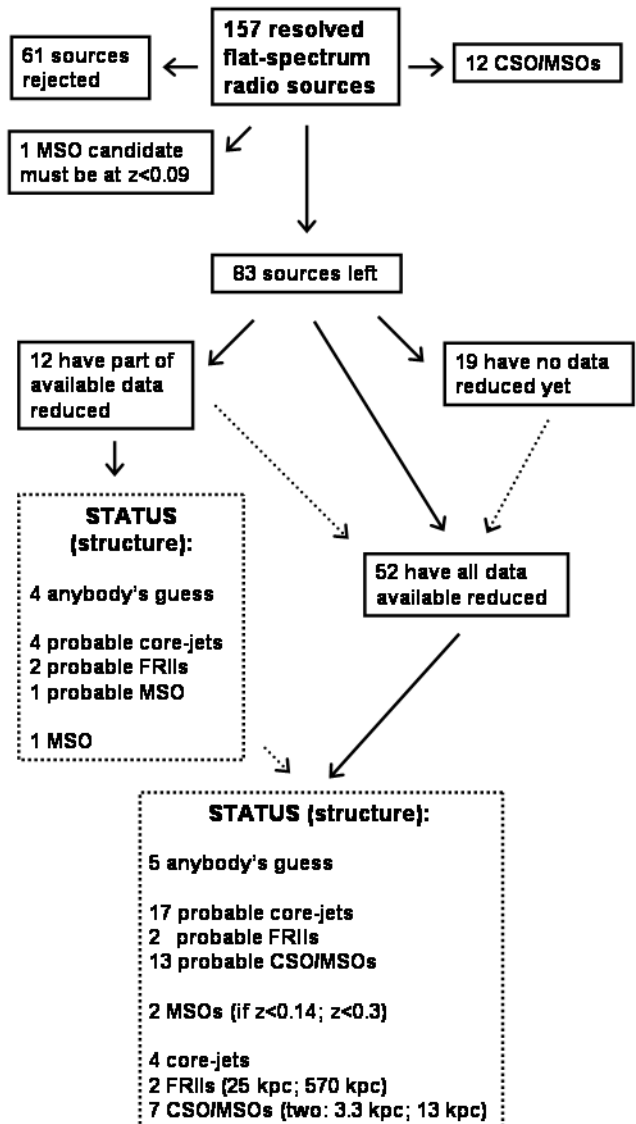 157 resolved
flat-spectrum
radio sources
61 sources
rejected
12 CSO/MSOs
1 MSO candidate
must be at z<0.09
83 sources left
12 have part of
available data
reduced
19 have no data
reduced yet
STATUS
(structure):
4 anybody's guess
4 probable core-jets
2 probable FRIIs
1 probable MSO
1 MSO
52 have all data
available reduced
STATUS (structure):
5 anybody's guess
17 probable core-jets
2 probable FRIIs
13 probable CSO/MSOs
2 MSOs (if z<0.14; z<0.3)
4 core-jets
2 FRIIs (25 kpc; 570 kpc)
7 CSO/MSOs (two: 3.3 kpc; 13 kpc)